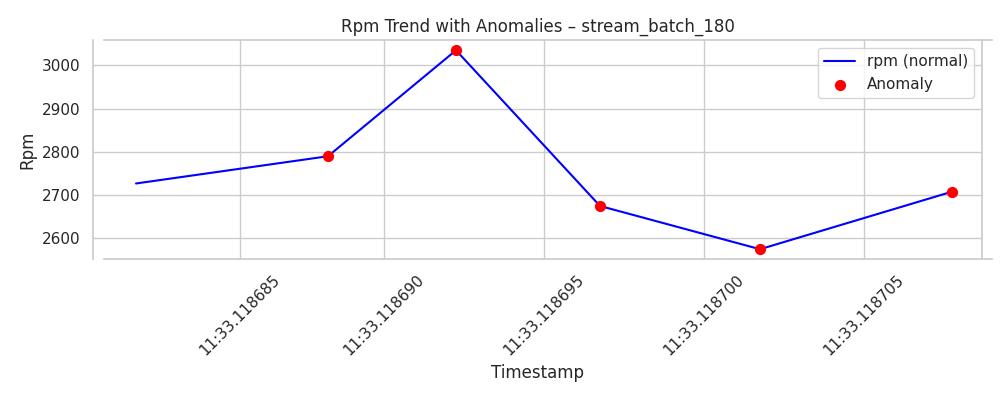 Rpm Trend with Anomalies – stream_batch_180
rpm (normal)
Anomaly
Rpm
3000
2900
2800
2700
2600
11:33.118685
11:33.118690
11:33.118695
11:33.118700
11:33.118705
Timestamp